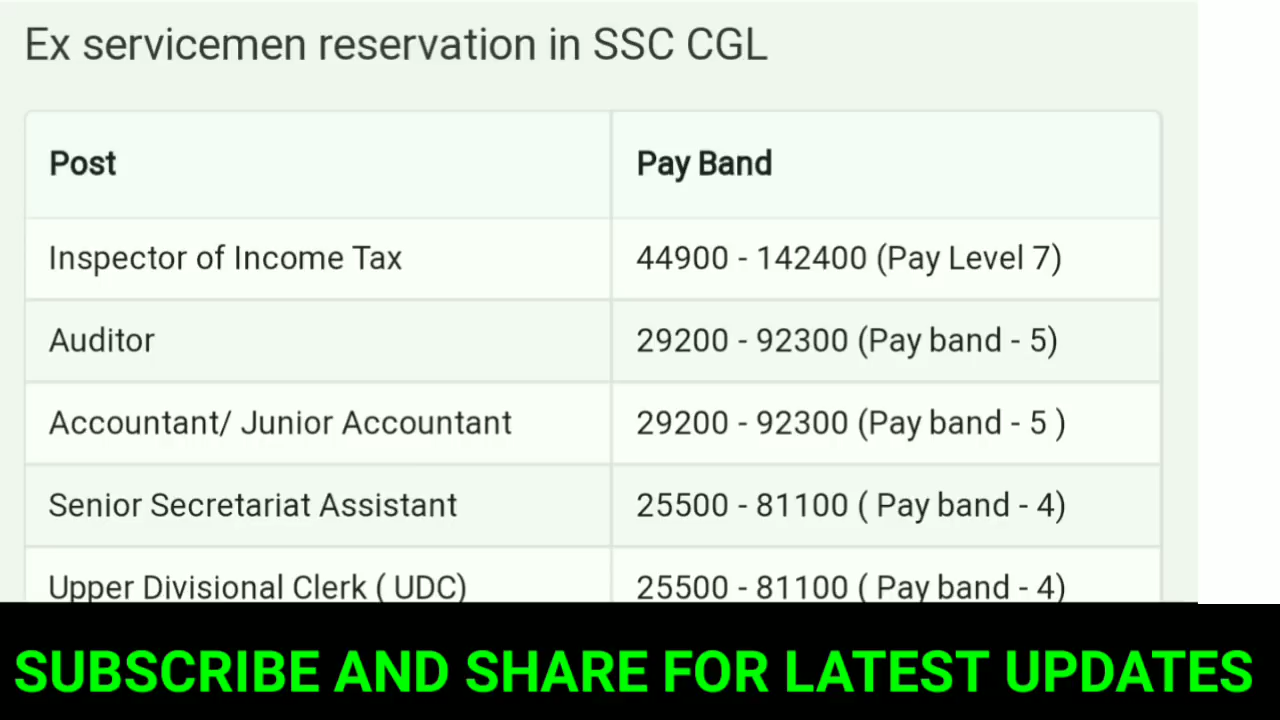 Ex servicemen reservation in SSC CGL
Post Pay Band
Inspector of Income Tax 44900 - 142400 (Pay Level 7)
Auditor 29200 - 92300 (Pay band - 5)
Accountant/ Junior Accountant 29200 - 92300 (Pay band - 5 )
Senior Secretariat Assistant 25500 - 81100 ( Pay band - 4)
Upper Divisional Clerk ( UDC) 25500 - 81100 ( Pay band - 4)
SUBSCRIBE AND SHARE FOR LATEST UPDATES